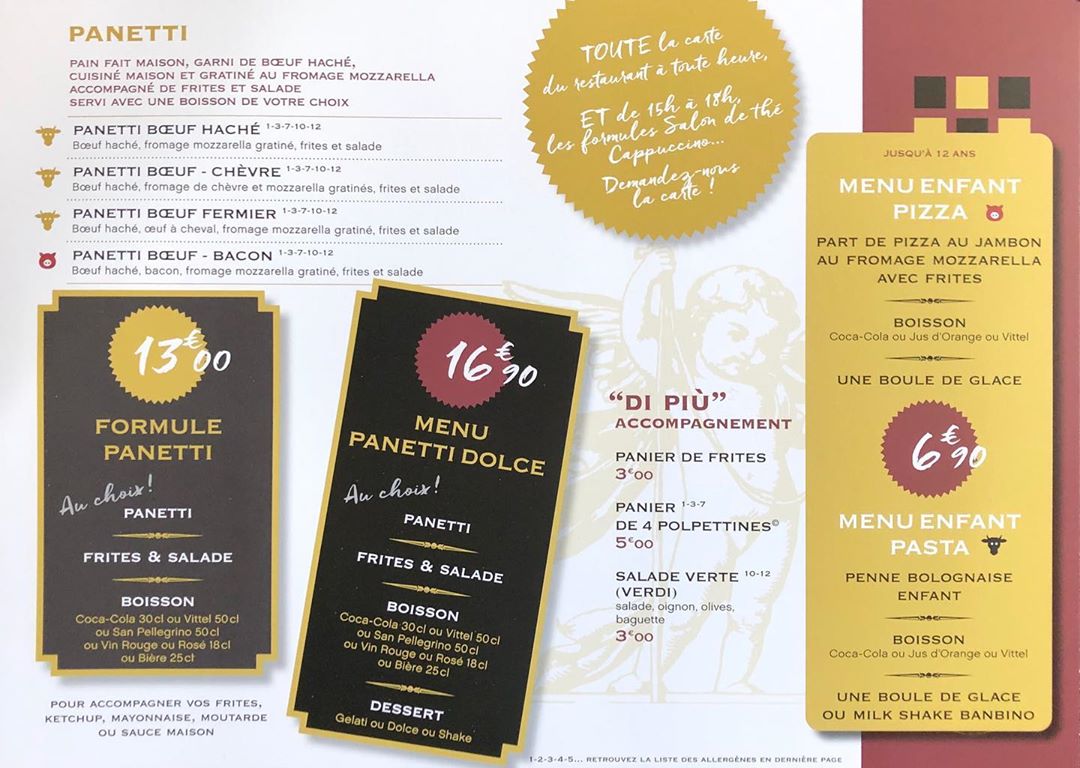 PANETTI
PAIN FAIT MAISON, GARNI DE BŒUF HACHÉ,
CUISINÉ MAISON ET GRATINÉ AU FROMAGE MOZZARELLA
ACCOMPAGNÉ DE FRITES ET SALADE
SERVI AVEC UNE BOISSON DE VOTRE CHOIX
PANETTI BŒUF HACHÉ 1-3-7-10-12
Bœuf haché, fromage mozzarella gratiné, frites et salade
PANETTI BŒUF - CHÈVRE 1-3-7-10-12
Bœuf haché, fromage de chèvre et mozzarella gratinés, frites et salade
PANETTI BŒUF FERMIER 1-3-7-10-12
Bœuf haché, œuf à cheval, fromage mozzarella gratiné, frites et salade
PANETTI BŒUF - BACON 1-3-7-10-12
Bœuf haché, bacon, fromage mozzarella gratiné, frites et salade
TOUTE la carte
du restaurant à toute heure,
ET de 15h à 18h,
les formules Salon de thé
Cappuccino...
Demandez-nous
la carte !
13€00
FORMULE
PANETTI
Au choix!
PANETTI
FRITES & SALADE
BOISSON
Coca-Cola 30cl ou Vittel 50cl
ou San Pellegrino 50cl
ou Vin Rouge ou Rosé 18cl
ou Bière 25cl
POUR ACCOMPAGNER VOS FRITES,
KETCHUP, MAYONNAISE, MOUTARDE
OU SAUCE MAISON
16€90
MENU
PANETTI DOLCE
Au choix!
PANETTI
FRITES & SALADE
BOISSON
Coca-Cola 30cl ou Vittel 50cl
ou San Pellegrino 50cl
ou Vin Rouge ou Rosé 18cl
ou Bière 25cl
DESSERT
Gelati ou Dolce ou Shake
“DI PIÙ”
ACCOMPAGNEMENT
PANIER DE FRITES
3€00
PANIER 1-3-7
DE 4 POLPETTINES©
5€00
SALADE VERTE 10-12
(VERDI)
salade, oignon, olives,
baguette
3€00
JUSQU'À 12 ANS
MENU ENFANT
PIZZA
PART DE PIZZA AU JAMBON
AU FROMAGE MOZZARELLA
AVEC FRITES
BOISSON
Coca-Cola ou Jus d'Orange ou Vittel
UNE BOULE DE GLACE
6€90
MENU ENFANT
PASTA
PENNE BOLOGNAISE
ENFANT
BOISSON
Coca-Cola ou Jus d'Orange ou Vittel
UNE BOULE DE GLACE
OU MILK SHAKE BANBINO
1-2-3-4-5... RETROUVEZ LA LISTE DES ALLERGÈNES EN DERNIÈRE PAGE